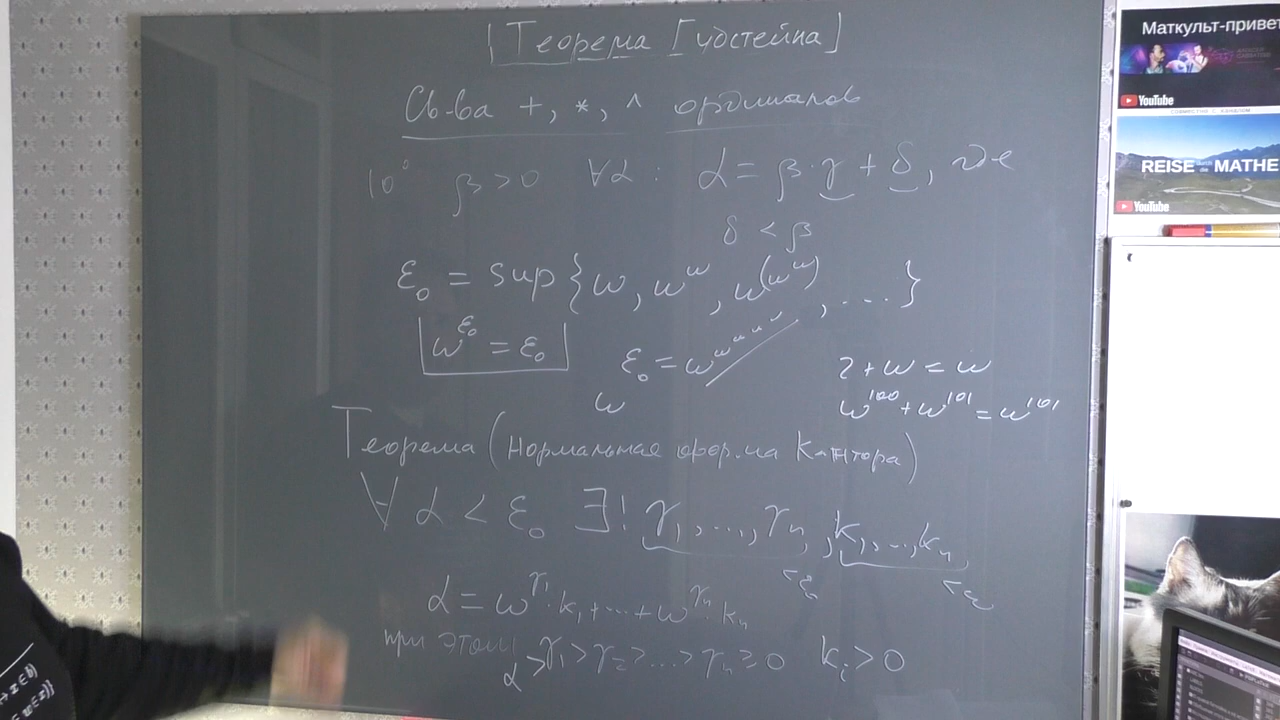 [Теорема Гудстейна]
Св-ва +, *, ^ ординалов
10° β>0 ∀α : α = β·γ + δ, где
δ < β
ε₀ = sup{ω, ω^ω, ω^(ω^ω), ....}
ω^ε₀ = ε₀
ε₀ = ω^ω^ω^ω^ω
2+ω = ω
ω
ω^100 + ω^101 = ω^101
Теорема (Нормальная форма Кантора)
∀ α < ε₀ ∃! γ₁,...,γₙ, k₁,...,kₙ
α = ω^γ₁·k₁+...+ω^γₙ·kₙ
при этом
α>γ₁>γ₂>...>γₙ≥0 kᵢ>0
Маткульт-привет
YouTube
REISE durch die MATHE
YouTube